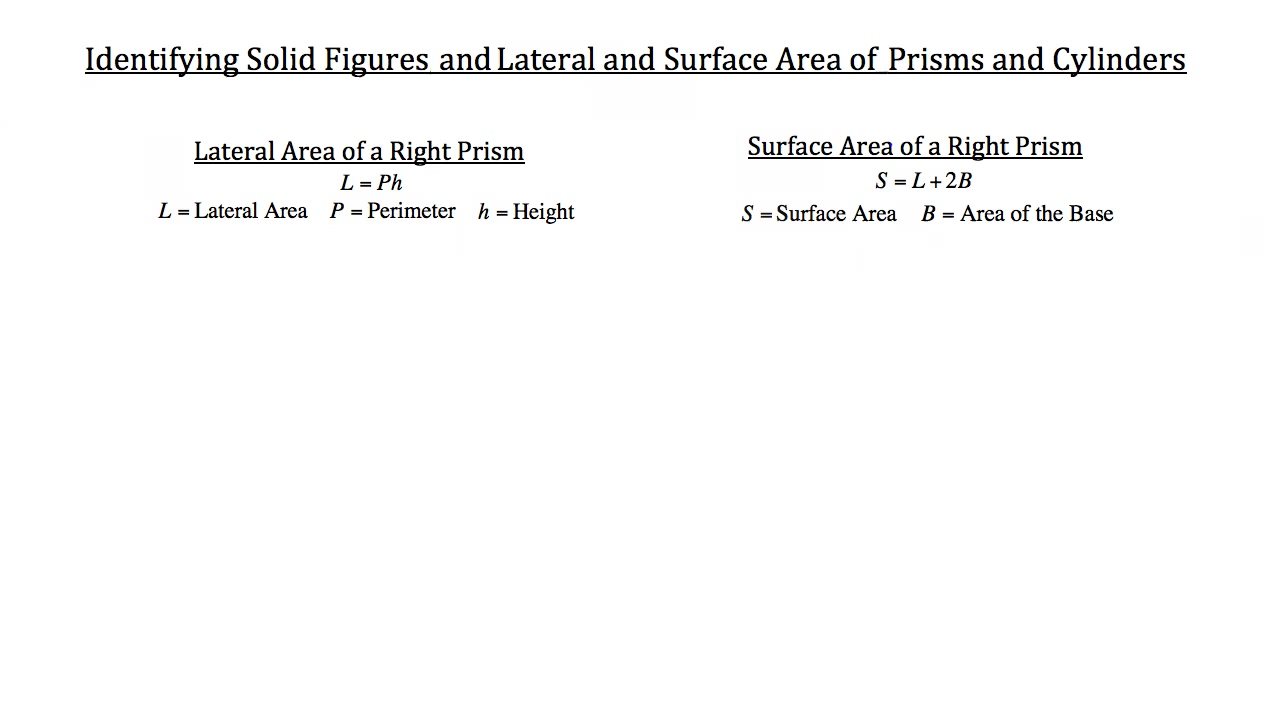 Identifying Solid Figures and Lateral and Surface Area of Prisms and Cylinders
Lateral Area of a Right Prism
L = Ph
L = Lateral Area P = Perimeter h = Height
Surface Area of a Right Prism
S = L + 2B
S = Surface Area B = Area of the Base